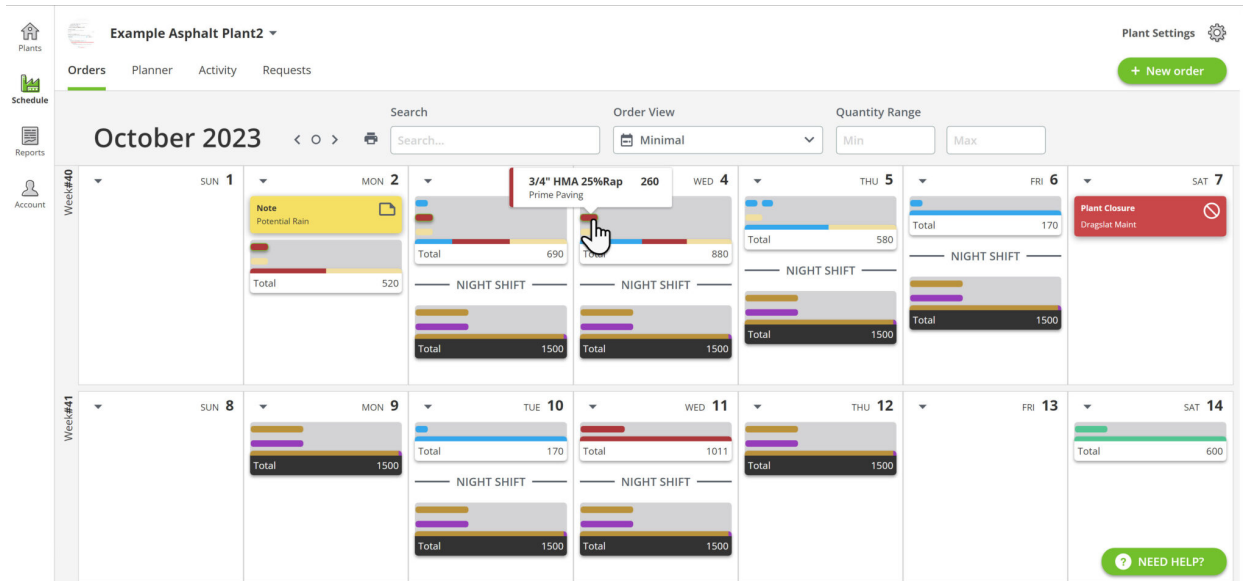 Plants
Example Asphalt Plant2
Plant Settings
Orders Planner Activity Requests
+ New order
Schedule
Reports
Account
October 2023
Search
Search...
Order View
Minimal
Quantity Range
Min
Max
Week#40
SUN 1
MON 2
Note
Potential Rain
Total 520
Total 690
NIGHT SHIFT
Total 1500
3/4" HMA 25%Rap 260
Prime Paving
WED 4
Total 880
NIGHT SHIFT
Total 1500
THU 5
Total 580
NIGHT SHIFT
Total 1500
FRI 6
Total 170
NIGHT SHIFT
Total 1500
SAT 7
Plant Closure
Dragslat Maint
Week#41
SUN 8
MON 9
Total 1500
TUE 10
Total 170
NIGHT SHIFT
Total 1500
WED 11
Total 1011
NIGHT SHIFT
Total 1500
THU 12
Total 1500
FRI 13
SAT 14
Total 600
? NEED HELP?